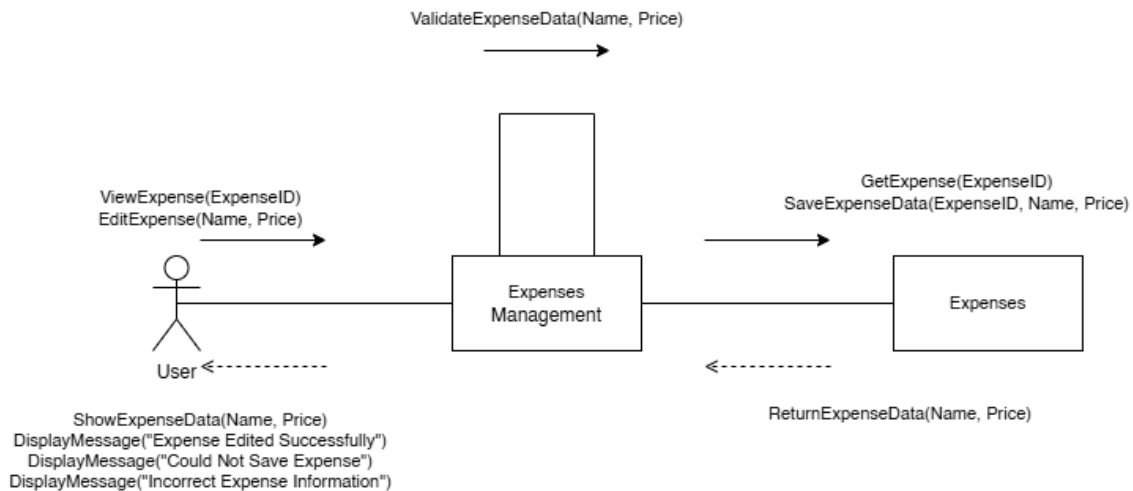 ValidateExpenseData(Name, Price)
ViewExpense(ExpenseID)
EditExpense(Name, Price)
GetExpense(ExpenseID)
SaveExpenseData(ExpenseID, Name, Price)
Expenses
Management
Expenses
User
ShowExpenseData(Name, Price)
DisplayMessage("Expense Edited Successfully")
DisplayMessage("Could Not Save Expense")
DisplayMessage("Incorrect Expense Information")
ReturnExpenseData(Name, Price)